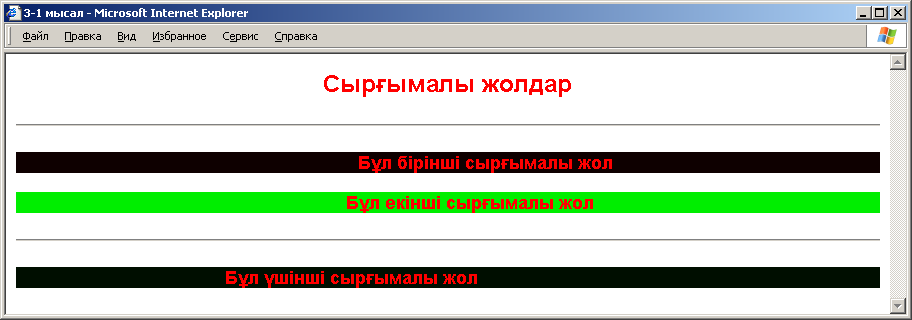 3-1 мысал - Microsoft Internet Explorer
Файл Правка Вид Избранное Сервис Справка
Сырғымалы жолдар
Бұл бірінші сырғымалы жол
Бұл екінші сырғымалы жол
Бұл үшінші сырғымалы жол